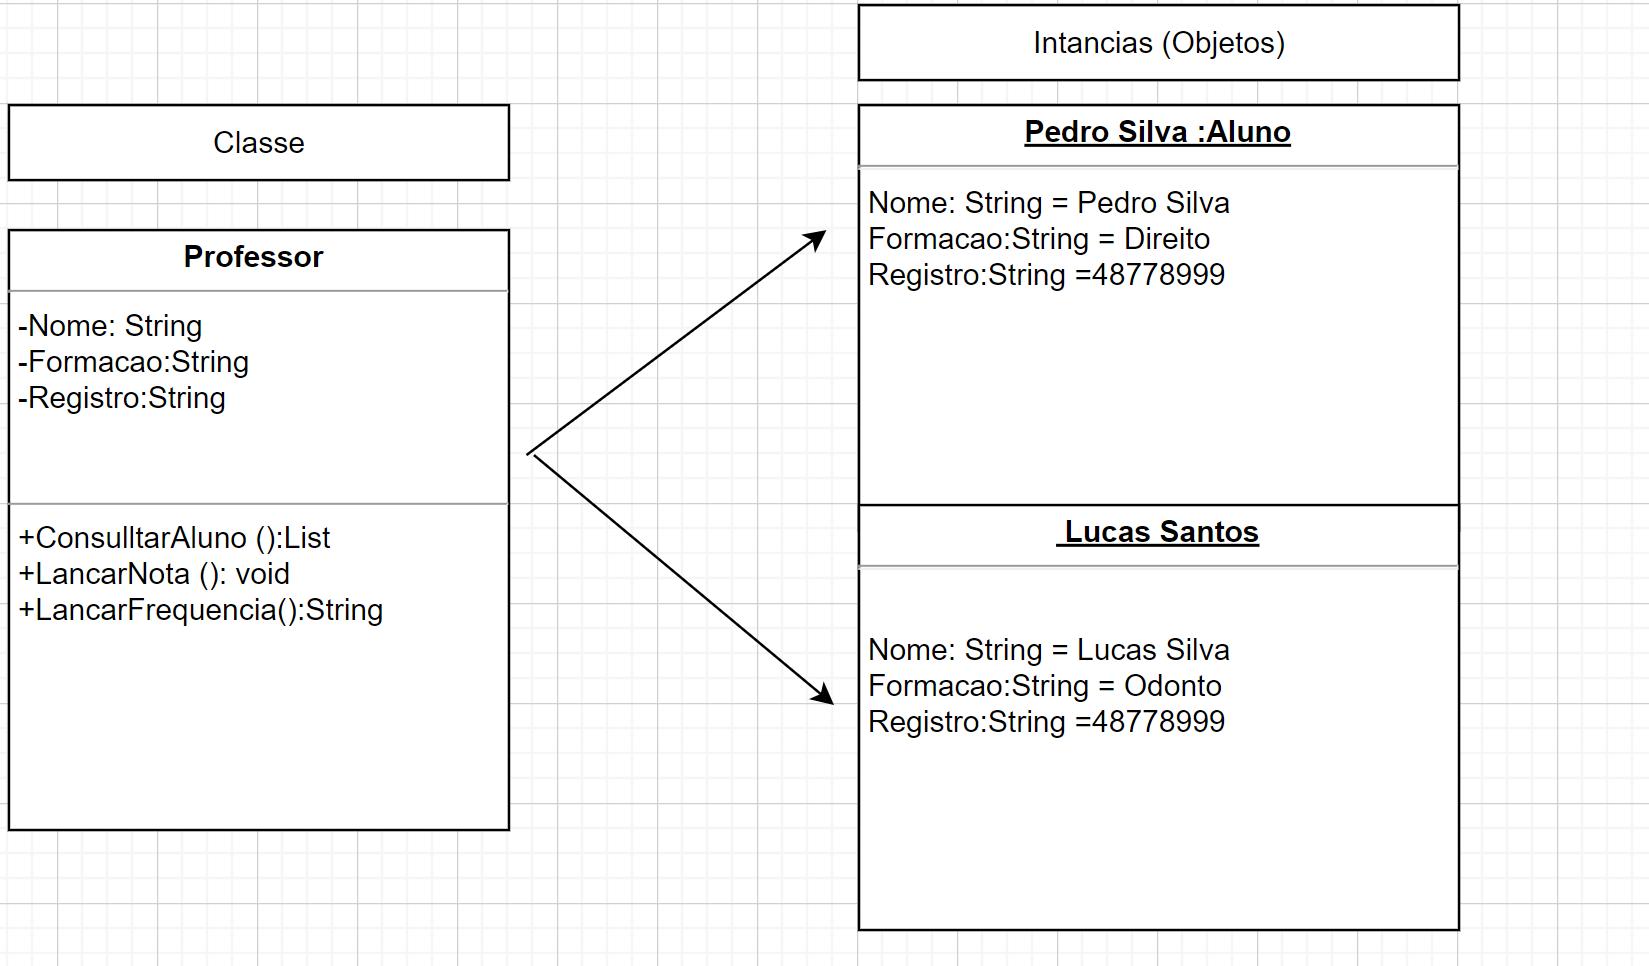 Classe
Professor
-Nome: String
-Formacao:String
-Registro:String
+ConsulltarAluno ():List
+LancarNota (): void
+LancarFrequencia():String
Intancias (Objetos)
Pedro Silva :Aluno
Nome: String = Pedro Silva
Formacao:String = Direito
Registro:String =48778999
Lucas Santos
Nome: String = Lucas Silva
Formacao:String = Odonto
Registro:String =48778999